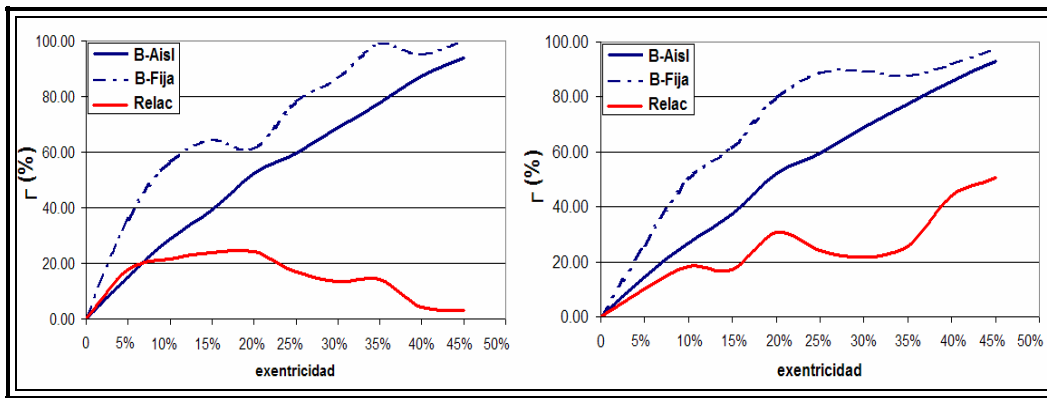 100.00
80.00
60.00
40.00
20.00
0.00
Γ (%)
B-Aisl
B-Fija
Relac
0 5% 10% 15% 20% 25% 30% 35% 40% 45% 50%
exentricidad
100.00
80.00
60.00
40.00
20.00
0.00
Γ (%)
B-Aisl
B-Fija
Relac
0 5% 10% 15% 20% 25% 30% 35% 40% 45% 50%
exentricidad